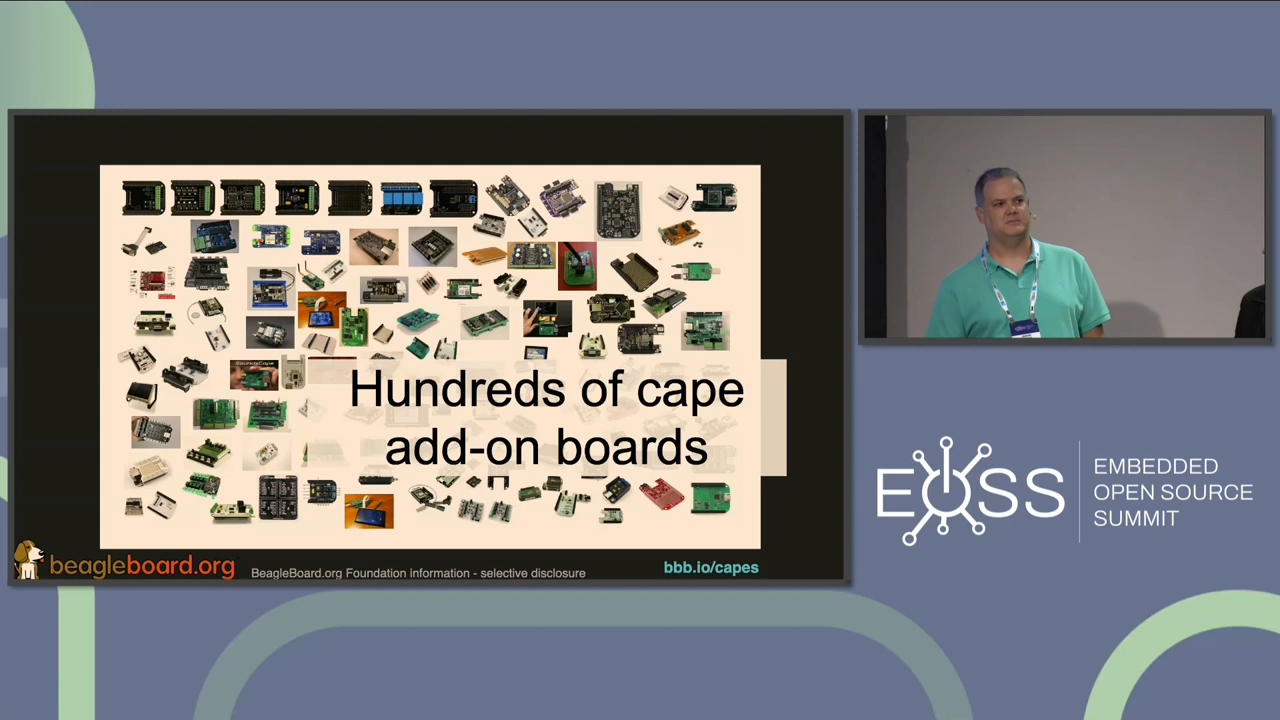 Hundreds of cape
add-on boards
beagleboard.org
BeagleBoard.org Foundation information - selective disclosure
bbb.io/capes
EOSS
EMBEDDED
OPEN SOURCE
SUMMIT